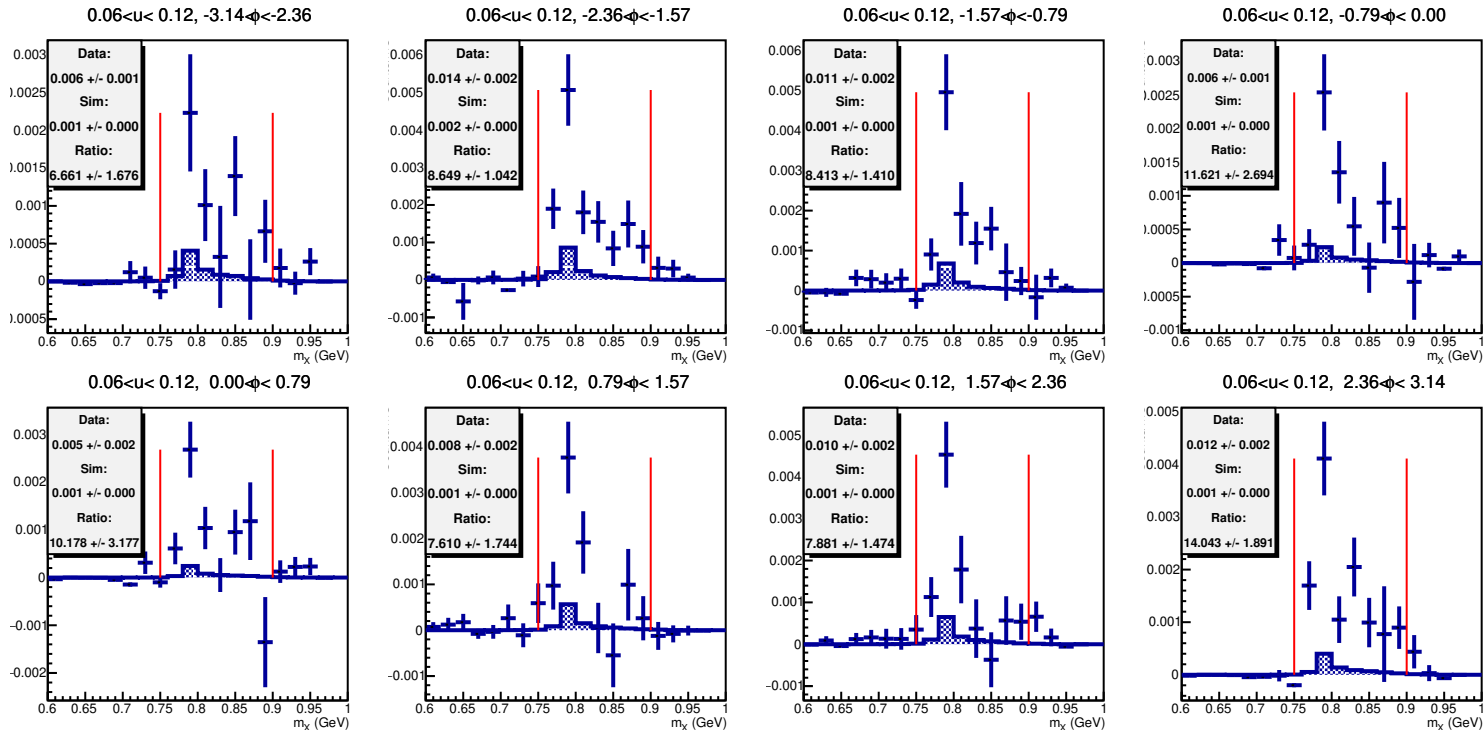 0.06<u< 0.12, -3.14<ϕ<-2.36
0.003
0.0025
0.002
0.0015
0.001
0.0005
0
0.0005
Data:
0.006 +/- 0.001
Sim:
0.001 +/- 0.000
Ratio:
6.661 +/- 1.676
0.6 0.65 0.7 0.75 0.8 0.85 0.9 0.95 1
m_X (GeV)
0.06<u< 0.12, -2.36<ϕ<-1.57
0.006
0.005
0.004
0.003
0.002
0.001
0
-0.001
Data:
0.014 +/- 0.002
Sim:
0.002 +/- 0.000
Ratio:
8.649 +/- 1.042
0.6 0.65 0.7 0.75 0.8 0.85 0.9 0.95 1
m_X (GeV)
0.06<u< 0.12, -1.57<ϕ<-0.79
0.006
0.005
0.004
0.003
0.002
0.001
0
-0.001
Data:
0.011 +/- 0.002
Sim:
0.001 +/- 0.000
Ratio:
8.413 +/- 1.410
0.6 0.65 0.7 0.75 0.8 0.85 0.9 0.95 1
m_X (GeV)
0.06<u< 0.12, -0.79<ϕ< 0.00
0.003
0.0025
0.002
0.0015
0.001
0.0005
0
0.0005
-0.001
Data:
0.006 +/- 0.001
Sim:
0.001 +/- 0.000
Ratio:
11.621 +/- 2.694
0.6 0.65 0.7 0.75 0.8 0.85 0.9 0.95 1
m_X (GeV)
0.06<u< 0.12, 0.00<ϕ< 0.79
0.003
0.002
0.001
0
-0.001
-0.002
Data:
0.005 +/- 0.002
Sim:
0.001 +/- 0.000
Ratio:
10.178 +/- 3.177
0.6 0.65 0.7 0.75 0.8 0.85 0.9 0.95 1
m_X (GeV)
0.06<u< 0.12, 0.79<ϕ< 1.57
0.004
0.003
0.002
0.001
0
-0.001
Data:
0.008 +/- 0.002
Sim:
0.001 +/- 0.000
Ratio:
7.610 +/- 1.744
0.6 0.65 0.7 0.75 0.8 0.85 0.9 0.95 1
m_X (GeV)
0.06<u< 0.12, 1.57<ϕ< 2.36
0.005
0.004
0.003
0.002
0.001
0
-0.001
Data:
0.010 +/- 0.002
Sim:
0.001 +/- 0.000
Ratio:
7.881 +/- 1.474
0.6 0.65 0.7 0.75 0.8 0.85 0.9 0.95 1
m_X (GeV)
0.06<u< 0.12, 2.36<ϕ< 3.14
0.005
0.004
0.003
0.002
0.001
0
Data:
0.012 +/- 0.002
Sim:
0.001 +/- 0.000
Ratio:
14.043 +/- 1.891
0.6 0.65 0.7 0.75 0.8 0.85 0.9 0.95 1
m_X (GeV)